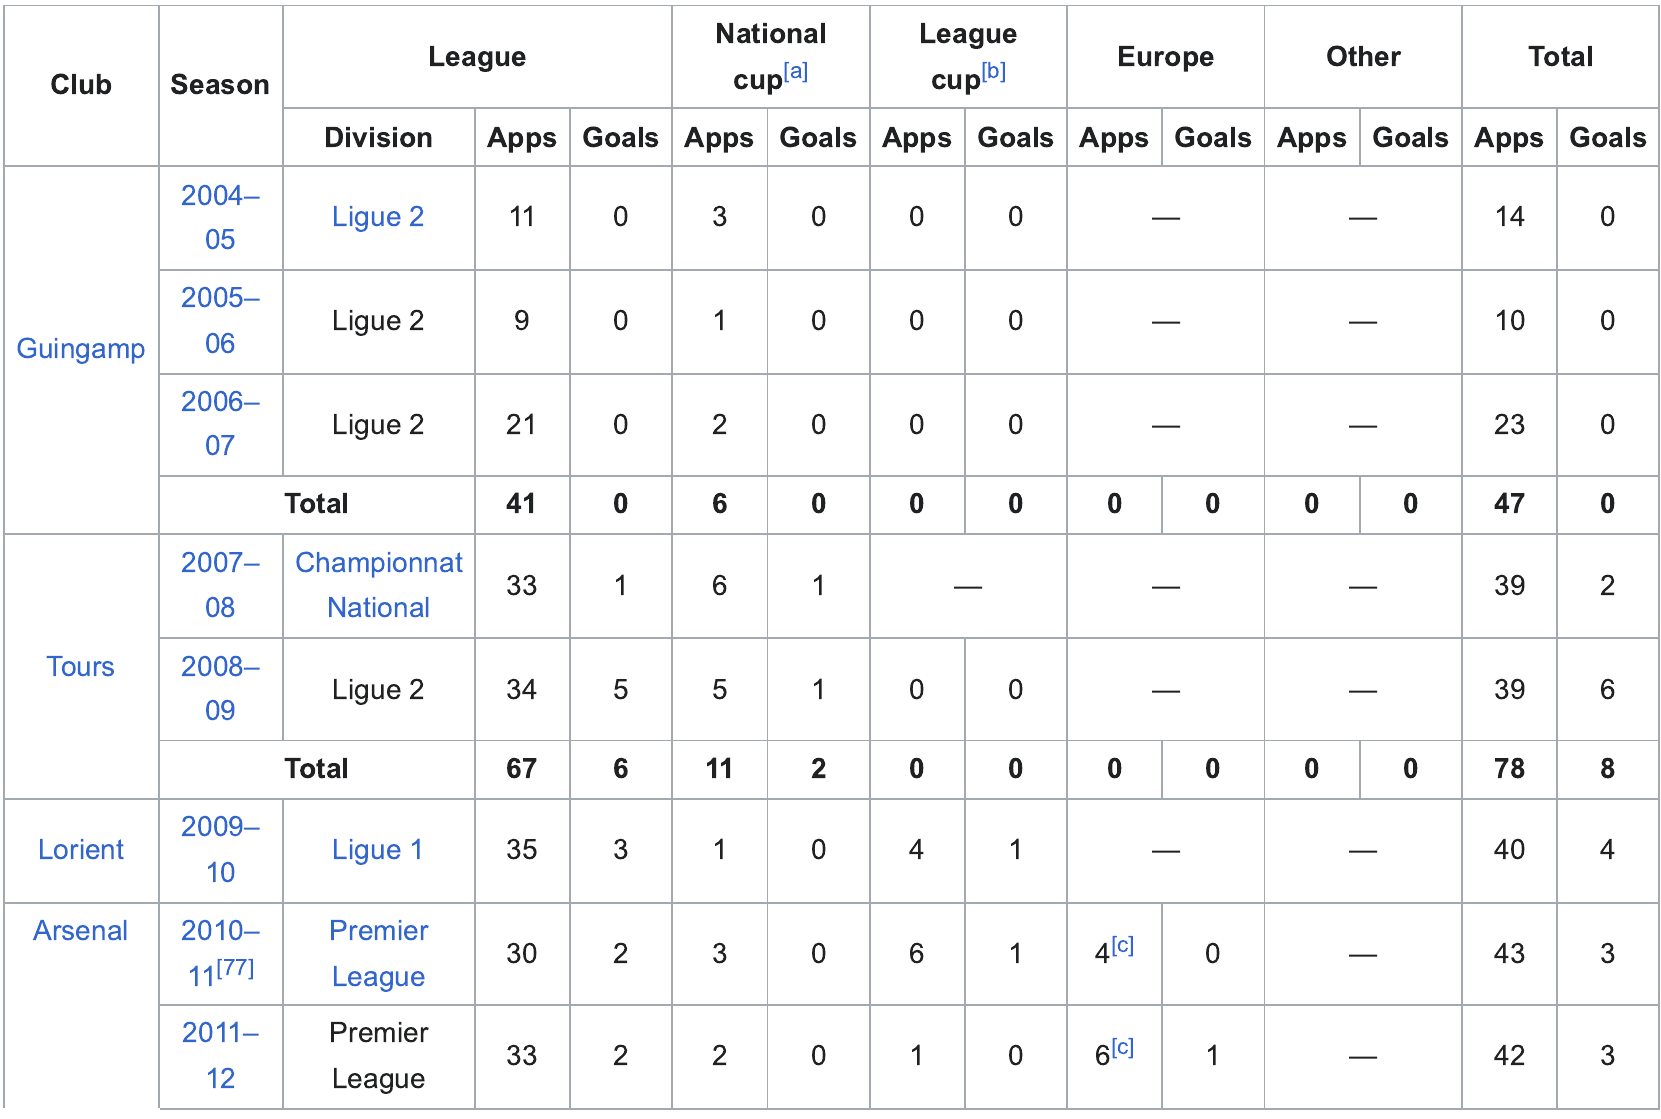 Club Season League National cup[a] League cup[b] Europe Other Total
Division Apps Goals Apps Goals Apps Goals Apps Goals Apps Goals Apps Goals
Guingamp 2004–05 Ligue 2 11 0 3 0 0 0 — — 14 0
2005–06 Ligue 2 9 0 1 0 0 0 — — 10 0
2006–07 Ligue 2 21 0 2 0 0 0 — — 23 0
Total 41 0 6 0 0 0 0 0 0 0 47 0
Tours 2007–08 Championnat National 33 1 6 1 — — — 39 2
2008–09 Ligue 2 34 5 5 1 0 0 — — 39 6
Total 67 6 11 2 0 0 0 0 0 0 78 8
Lorient 2009–10 Ligue 1 35 3 1 0 4 1 — — 40 4
Arsenal 2010–11[77] Premier League 30 2 3 0 6 1 4[c] 0 — 43 3
2011–12 Premier League 33 2 2 0 1 0 6[c] 1 — 42 3